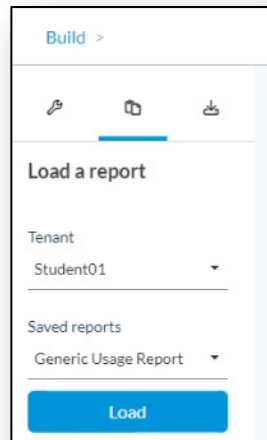 Build >
Load a report
Tenant
Student01
Saved reports
Generic Usage Report
Load